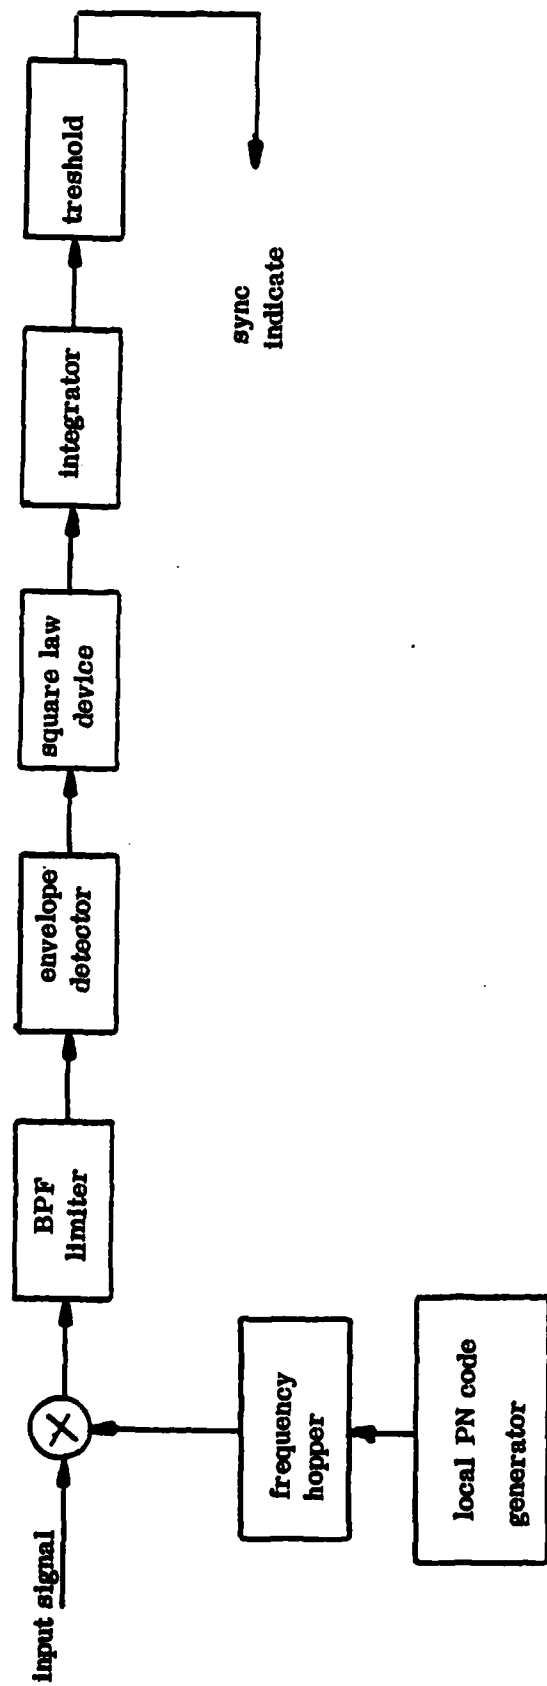 input signal
BPF
limiter
envelope
detector
square law
device
integrator
treshold
sync
indicate
frequency
hopper
local PN code
generator